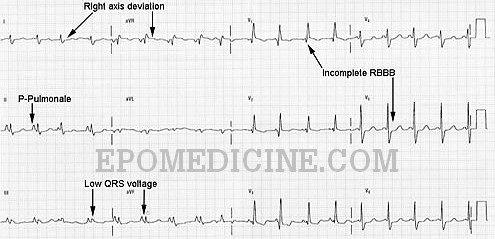 Right axis deviation
I
aVR
V₁
V₄
Incomplete RBBB
P-Pulmonale
II
aVL
V₂
V₅
EPOMEDICINE.COM
Low QRS voltage
III
aVF
V₃
V₆